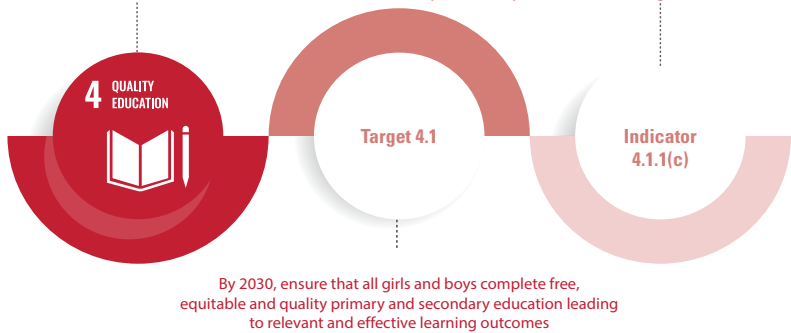 4 QUALITY
EDUCATION
Target 4.1
Indicator
4.1.1(c)
By 2030, ensure that all girls and boys complete free,
equitable and quality primary and secondary education leading
to relevant and effective learning outcomes